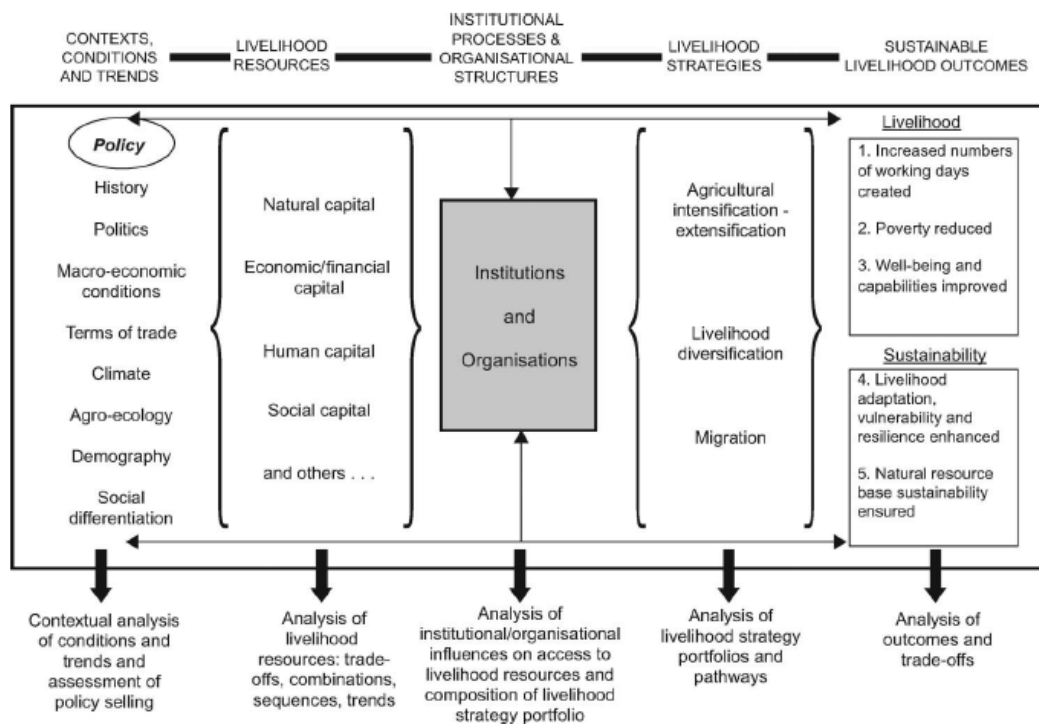 CONTEXTS,
CONDITIONS
AND TRENDS
LIVELIHOOD
RESOURCES
INSTITUTIONAL
PROCESSES &
ORGANISATIONAL
STRUCTURES
LIVELIHOOD
STRATEGIES
SUSTAINABLE
LIVELIHOOD OUTCOMES
Policy
History
Politics
Macro-economic
conditions
Terms of trade
Climate
Agro-ecology
Demography
Social
differentiation
Natural capital
Economic/financial
capital
Human capital
Social capital
and others . . .
Institutions
and
Organisations
Agricultural
intensification -
extensification
Livelihood
diversification
Migration
Livelihood
1. Increased numbers
of working days
created
2. Poverty reduced
3. Well-being and
capabilities improved
Sustainability
4. Livelihood
adaptation,
vulnerability and
resilience enhanced
5. Natural resource
base sustainability
ensured
Contextual analysis
of conditions and
trends and
assessment of
policy selling
Analysis of
livelihood
resources: trade-
offs, combinations,
sequences, trends
Analysis of
institutional/organisational
influences on access to
livelihood resources and
composition of livelihood
strategy portfolio
Analysis of
livelihood strategy
portfolios and
pathways
Analysis of
outcomes and
trade-offs